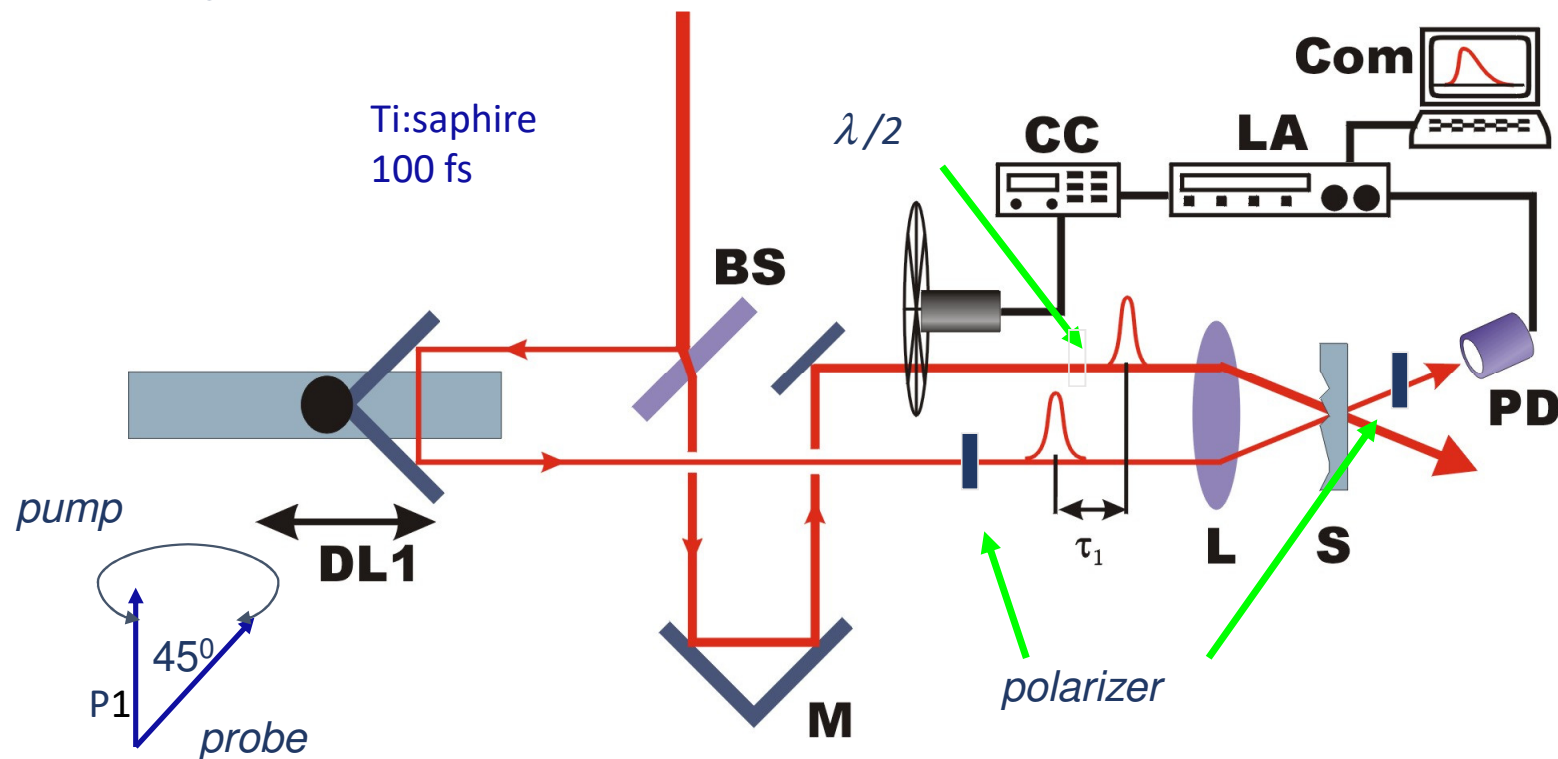 Ti:saphire
100 fs
λ/2
CC
LA
Com
BS
PD
pump
DL1
τ1
L
S
45⁰
P1
probe
M
polarizer